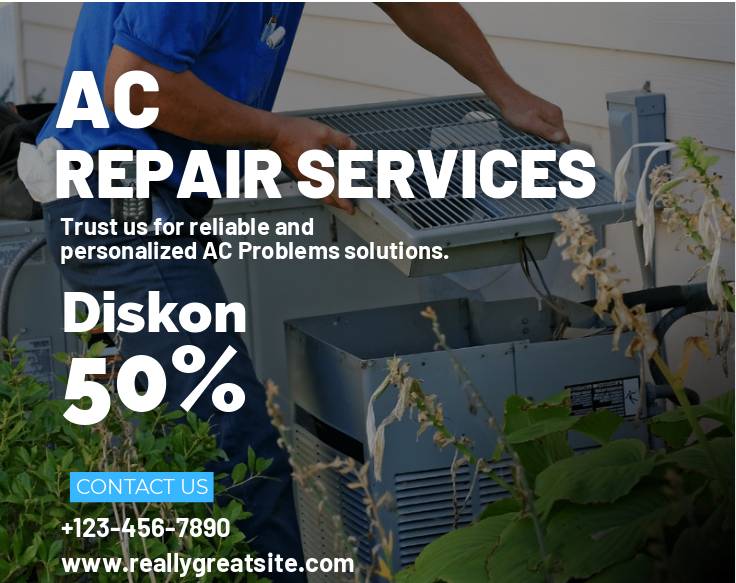 AC
REPAIR SERVICES
Trust us for reliable and
personalized AC Problems solutions.
Diskon
50%
CONTACT US
+123-456-7890
www.reallygreatsite.com